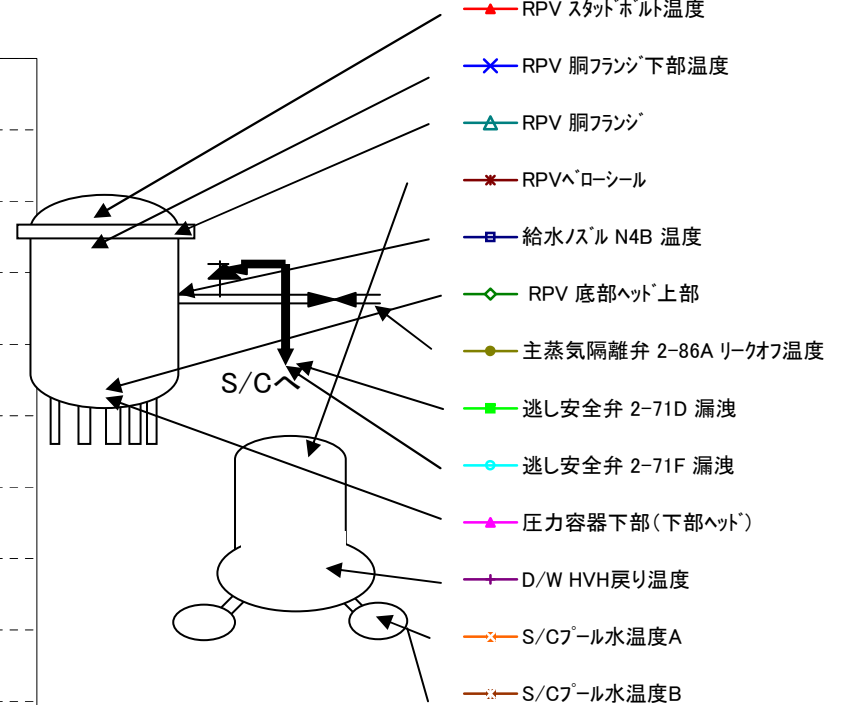 RPV スタッドボルト温度
RPV 胴フランジ下部温度
RPV 胴フランジ
RPVベローシール
給水ノズル N4B 温度
RPV 底部ヘッド上部
主蒸気隔離弁 2-86A リークオフ温度
S/Cへ
逃し安全弁 2-71D 漏洩
逃し安全弁 2-71F 漏洩
圧力容器下部(下部ヘッド)
D/W HVH戻り温度
S/Cプール水温度A
S/Cプール水温度B